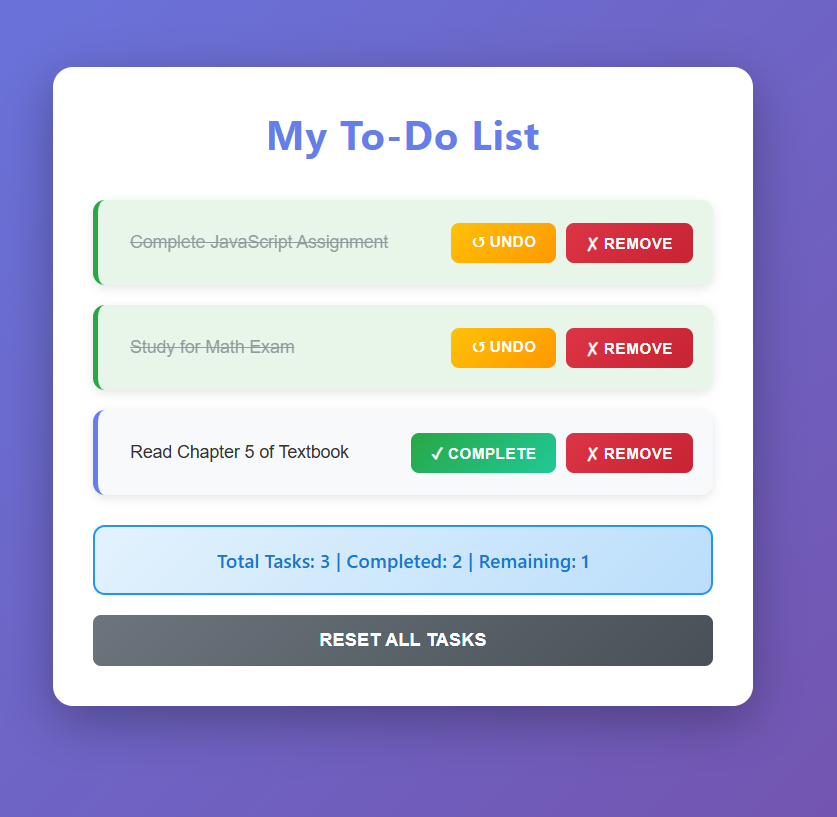 My To-Do List
Complete JavaScript Assignment ↺ UNDO ✗ REMOVE
Study for Math Exam ↺ UNDO ✗ REMOVE
Read Chapter 5 of Textbook ✓ COMPLETE ✗ REMOVE
Total Tasks: 3 | Completed: 2 | Remaining: 1
RESET ALL TASKS